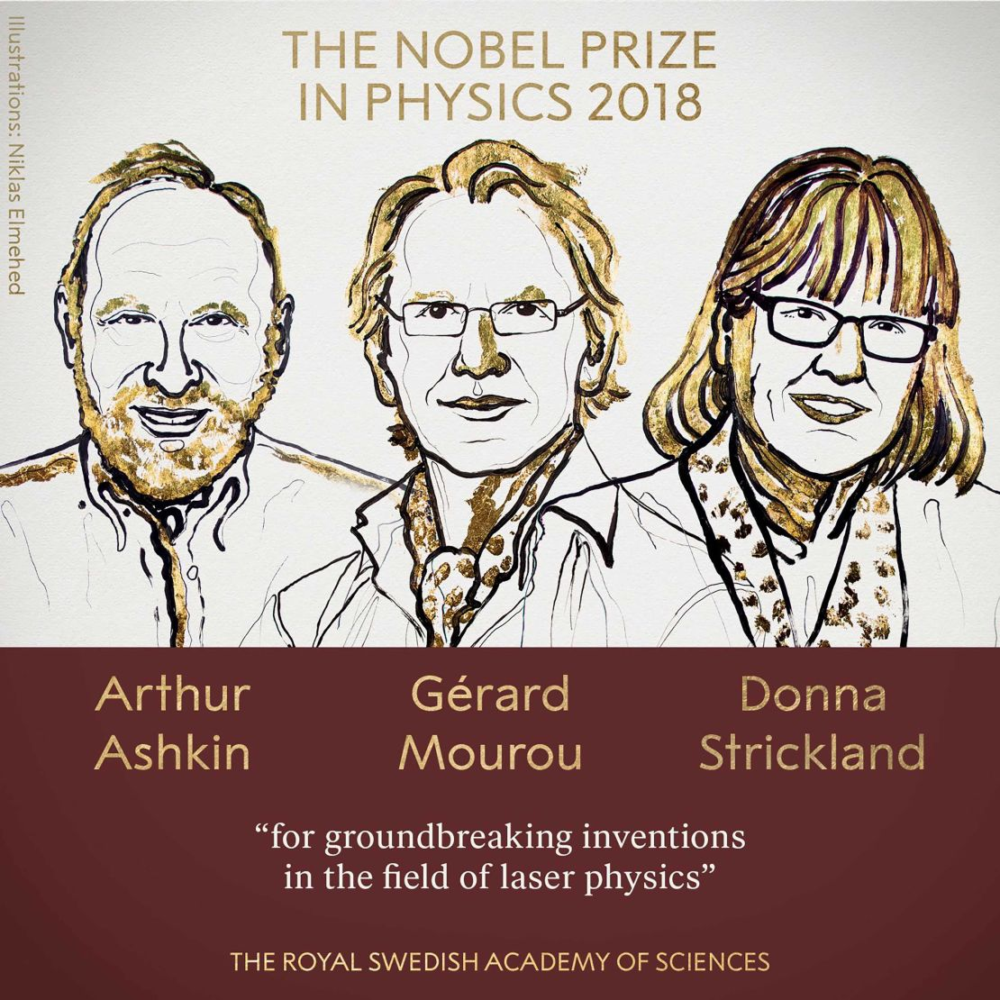 Illustrations: Niklas Elmehed
THE NOBEL PRIZE
IN PHYSICS 2018
Arthur
Ashkin
Gérard
Mourou
Donna
Strickland
“for groundbreaking inventions
in the field of laser physics”
THE ROYAL SWEDISH ACADEMY OF SCIENCES